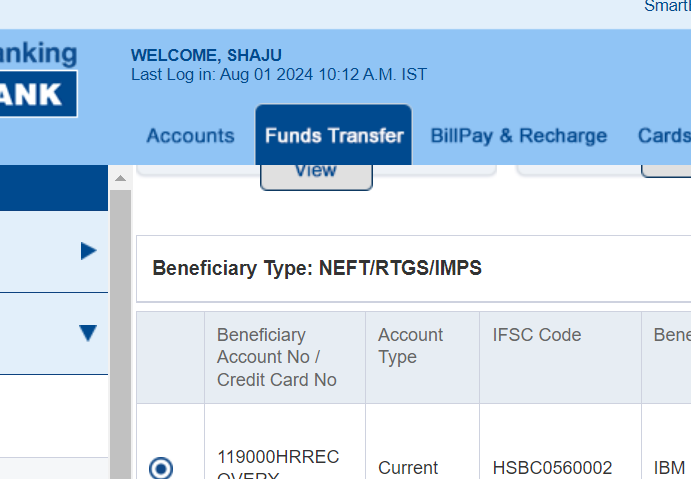 Smart
anking
ANK
WELCOME, SHAJU
Last Log in: Aug 01 2024 10:12 A.M. IST
Accounts Funds Transfer BillPay & Recharge Cards
View
Beneficiary Type: NEFT/RTGS/IMPS
Beneficiary
Account No /
Credit Card No
Account
Type
IFSC Code
Bene
119000HRREC
OVERY
Current
HSBC0560002
IBM